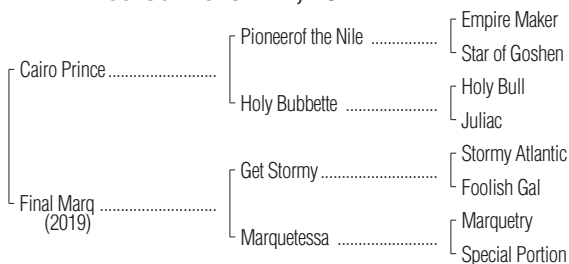 Empire Maker
Pioneerof the Nile ................
Star of Goshen
Cairo Prince ..........................
Holy Bull
Holy Bubbette ......................
Juliac
Stormy Atlantic
Get Stormy ............................
Foolish Gal
Final Marq ............................
(2019)
Marquetry
Marquetessa ........................
Special Portion